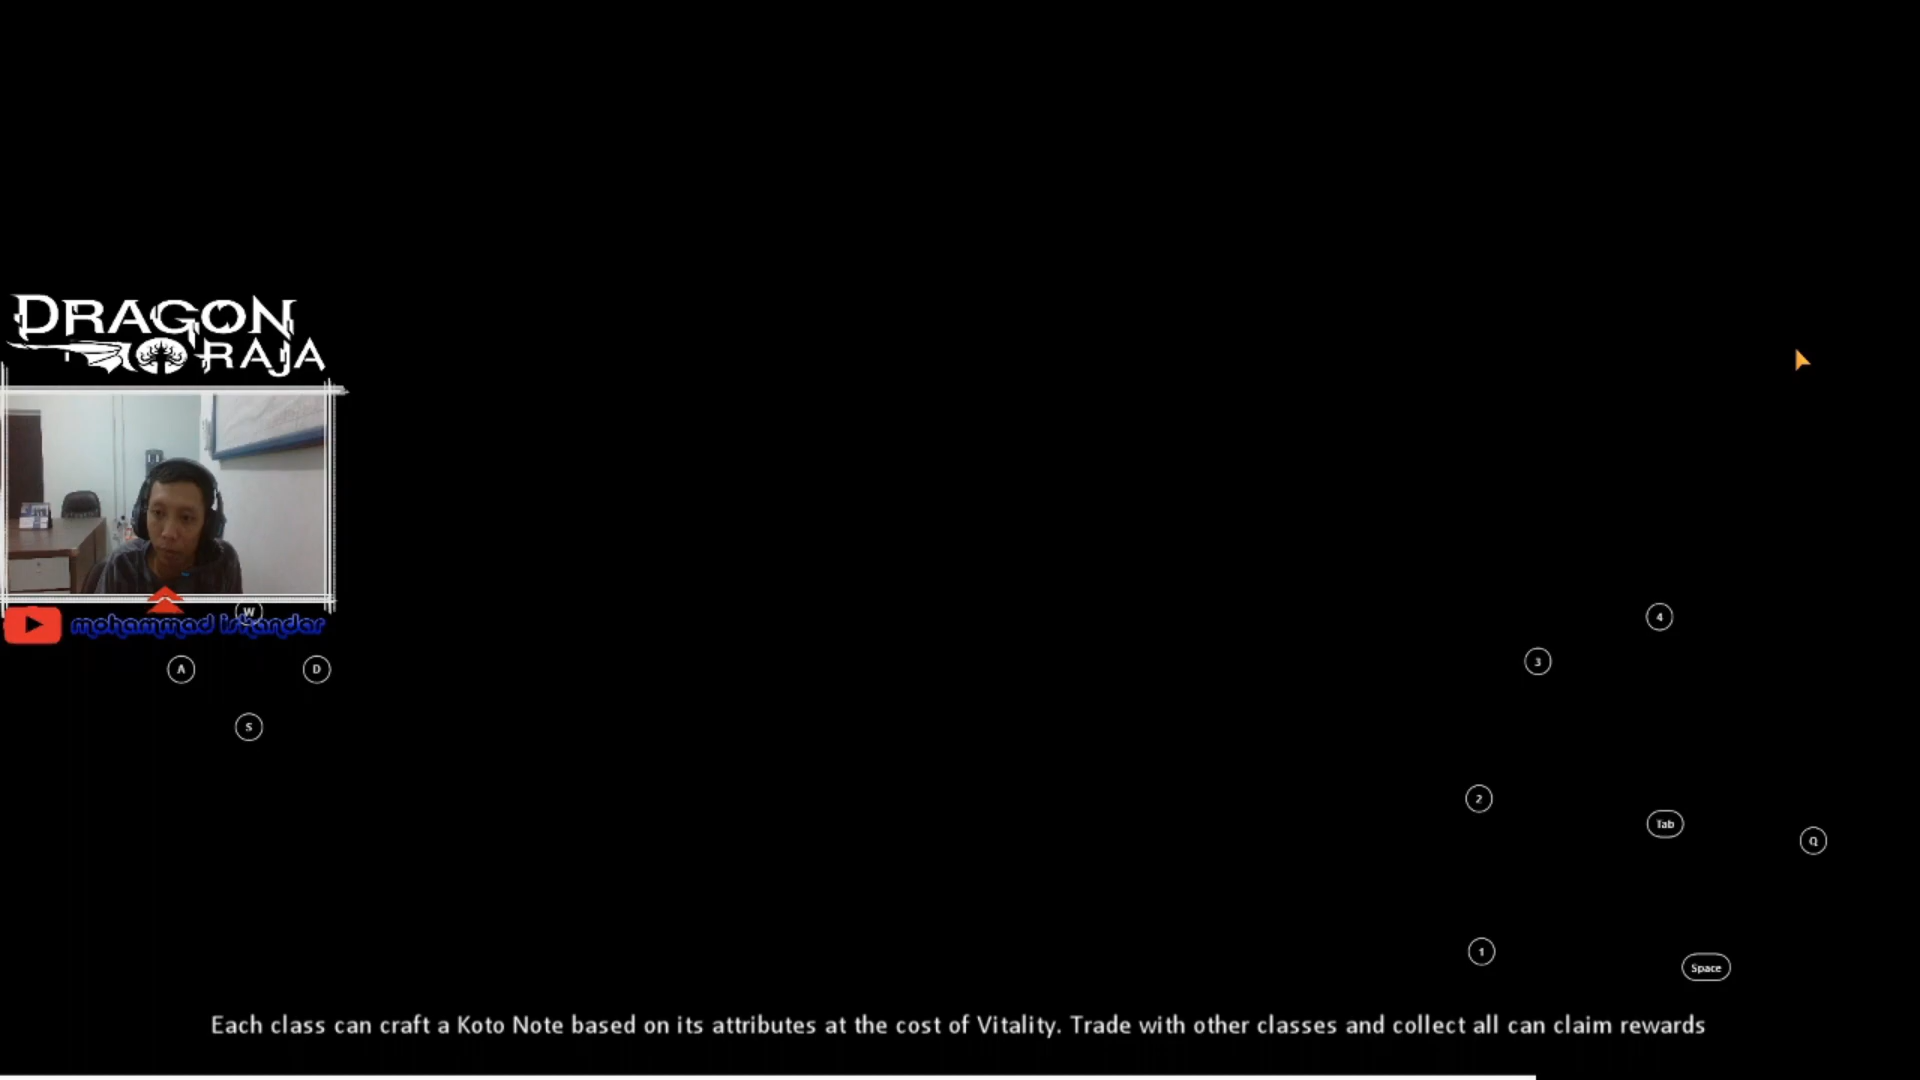 DRAGON
RAJA
W
mohammad iskandar
A
D
S
4
3
2
Tab
Q
1
Space
Each class can craft a Koto Note based on its attributes at the cost of Vitality. Trade with other classes and collect all can claim rewards